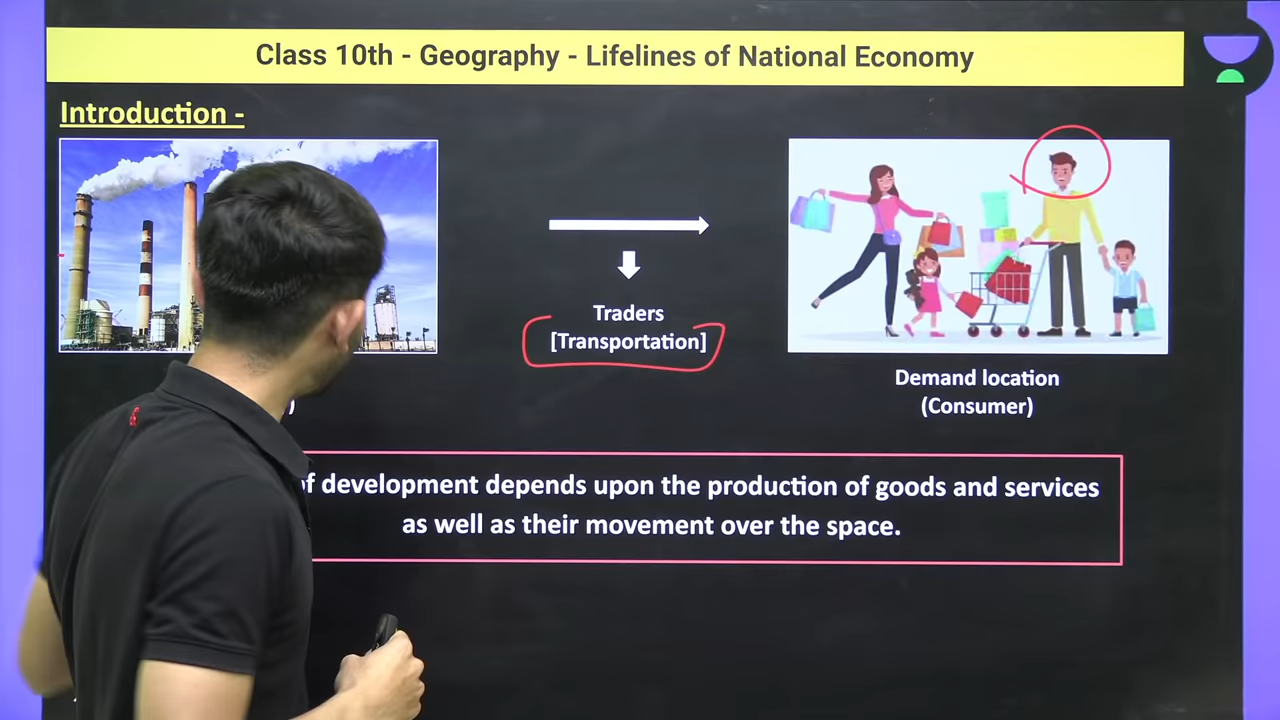 Class 10th - Geography - Lifelines of National Economy
Introduction -
Traders
[Transportation]
Demand location
(Consumer)
of development depends upon the production of goods and services
as well as their movement over the space.